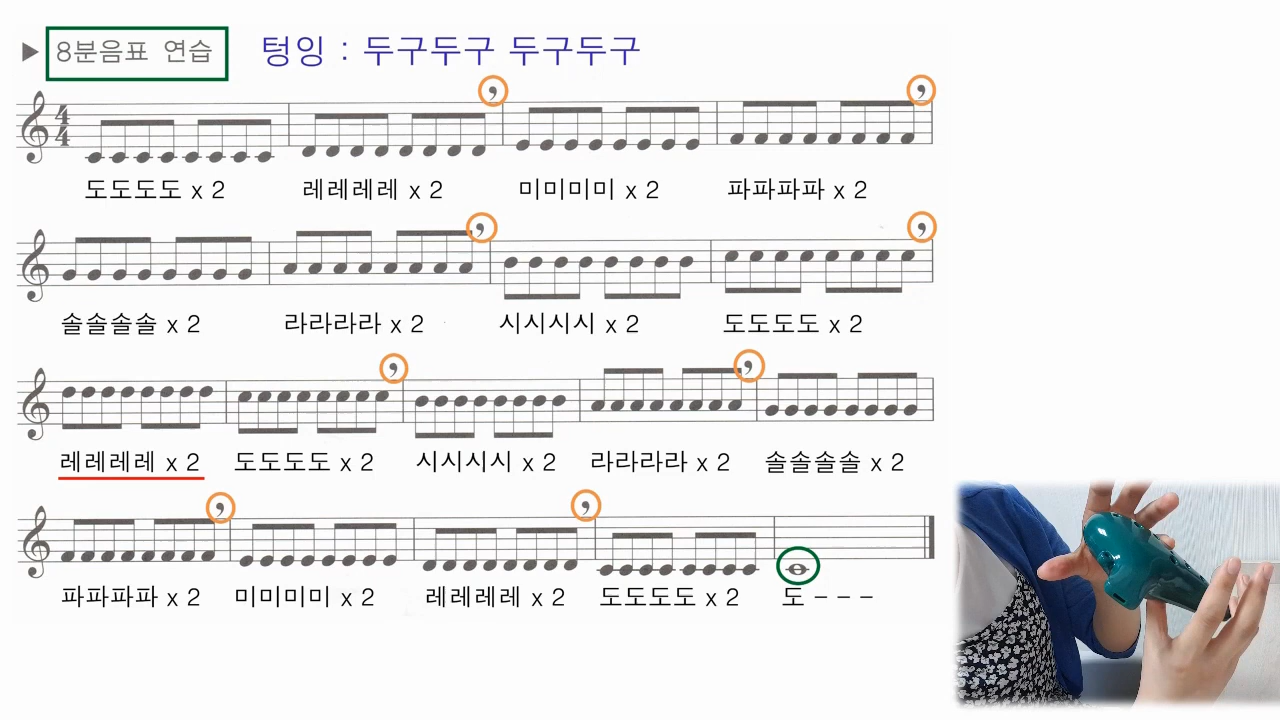 ▶ 8분음표 연습 텅잉 : 두구두구 두구두구
4/4
도도도도 x 2 레레레레 x 2 미미미미 x 2 파파파파 x 2
솔솔솔솔 x 2 라라라라 x 2 시시시시 x 2 도도도도 x 2
레레레레 x 2 도도도도 x 2 시시시시 x 2 라라라라 x 2 솔솔솔솔 x 2
파파파파 x 2 미미미미 x 2 레레레레 x 2 도도도도 x 2 도 – – –